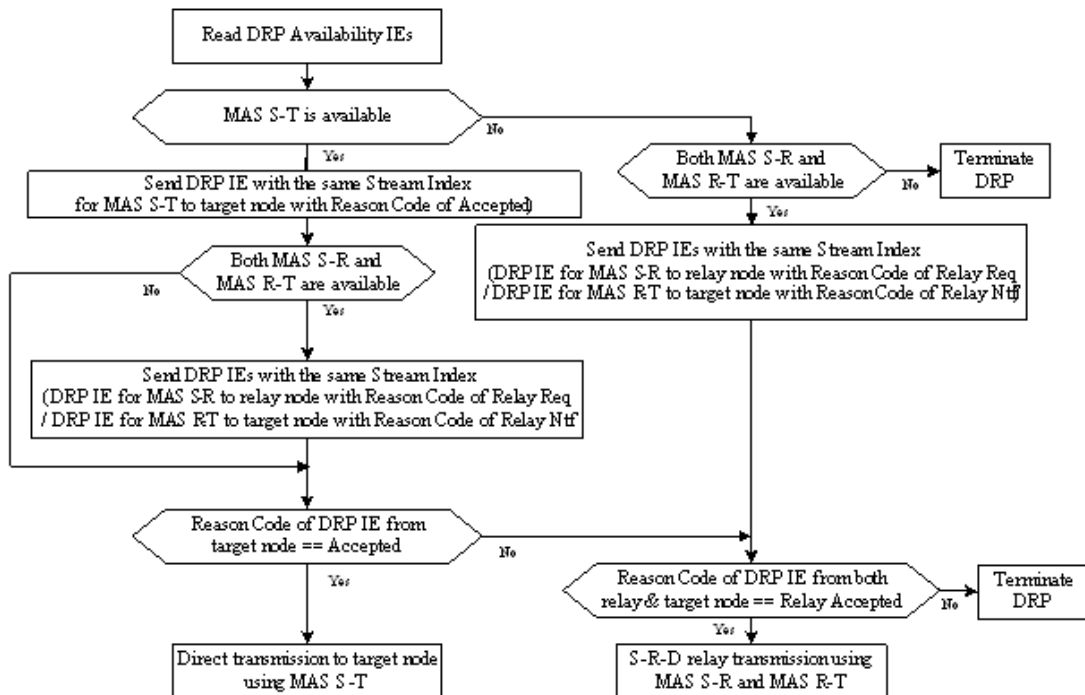 Read DRP Availability IEs
MAS S-T is available
No
Yes
Both MAS S-R and
MAS R-T are available
No
Terminate
DRP
Send DRP IE with the same Stream Index
for MAS S-T to target node with Reason Code of Accepted)
Yes
Both MAS S-R and
MAS R-T are available
No
Yes
Send DRP IEs with the same Stream Index
(DRP IE for MAS S-R to relay node with Reason Code of Relay Req
/ DRP IE for MAS R-T to target node with Reason Code of Relay Ntf)
Send DRP IEs with the same Stream Index
(DRP IE for MAS S-R to relay node with Reason Code of Relay Req
/ DRP IE for MAS R-T to target node with Reason Code of Relay Ntf
Reason Code of DRP IE from
target node == Accepted
No
Yes
Reason Code of DRP IE from both
relay & target node == Relay Accepted
No
Terminate
DRP
Yes
Direct transmission to target node
using MAS S-T
S-R-D relay transmission using
MAS S-R and MAS R-T